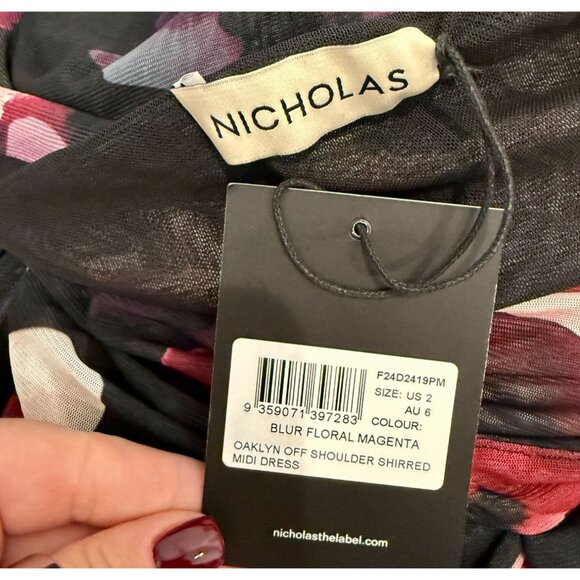 NICHOLAS
F24D2419PM
SIZE: US 2
AU 6
9 359071 397283 COLOUR:
BLUR FLORAL MAGENTA
OAKLYN OFF SHOULDER SHIRRED
MIDI DRESS
nicholasthelabel.com